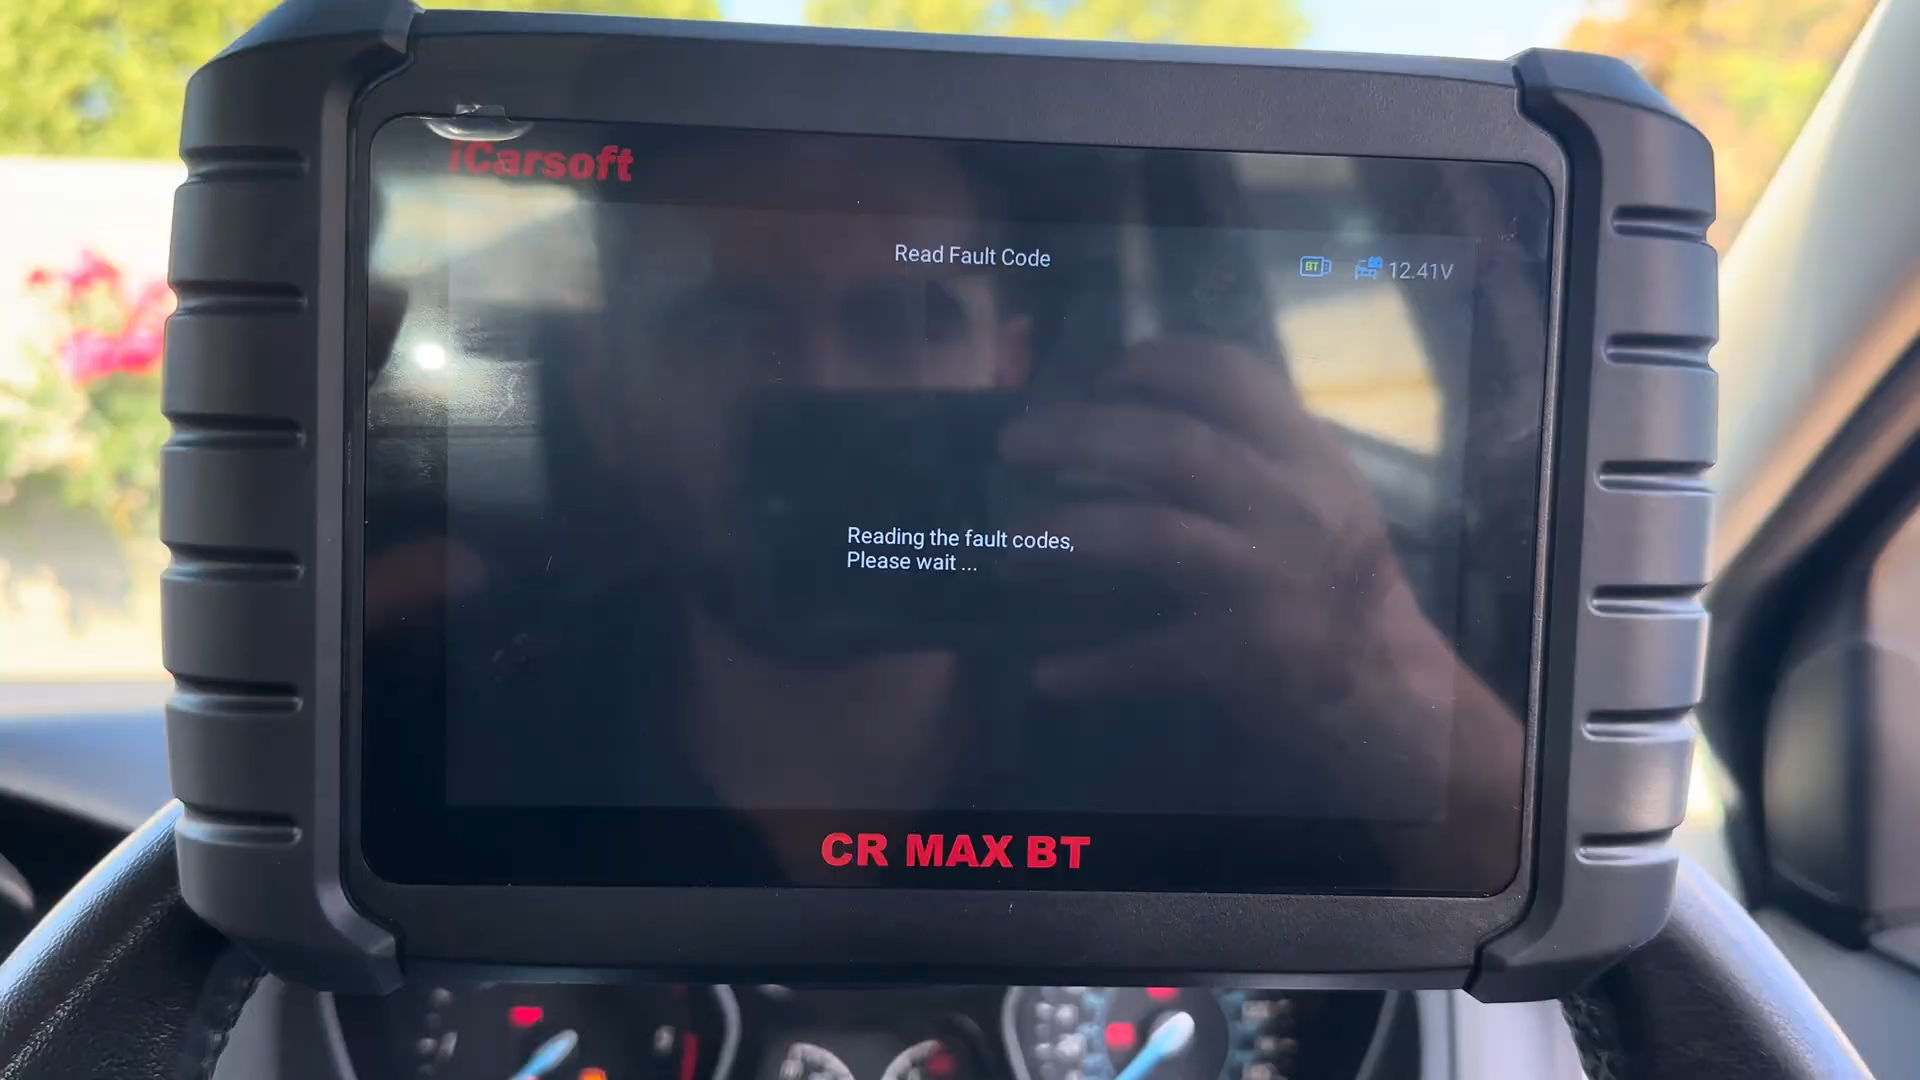 iCarsoft
Read Fault Code
BT
12.41V
Reading the fault codes,
Please wait ...
CR MAX BT